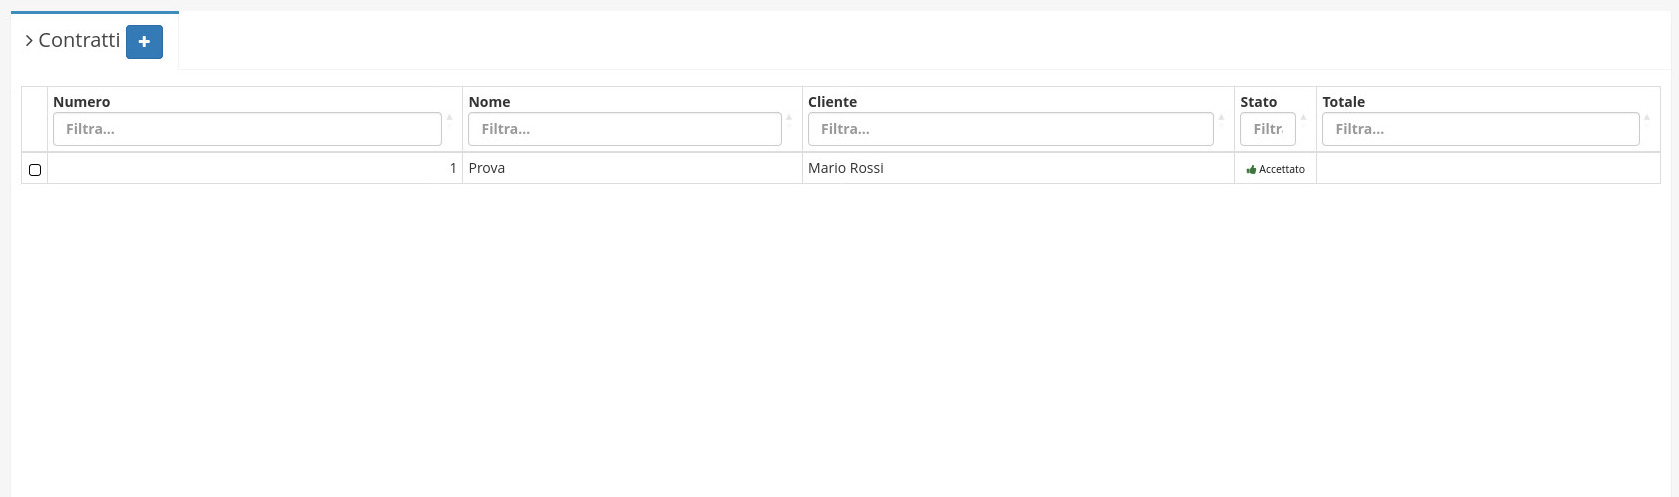 Contratti
Numero Nome Cliente Stato Totale
Filtra... Filtra... Filtra... Filtr Filtra...
1 Prova Mario Rossi Accettato